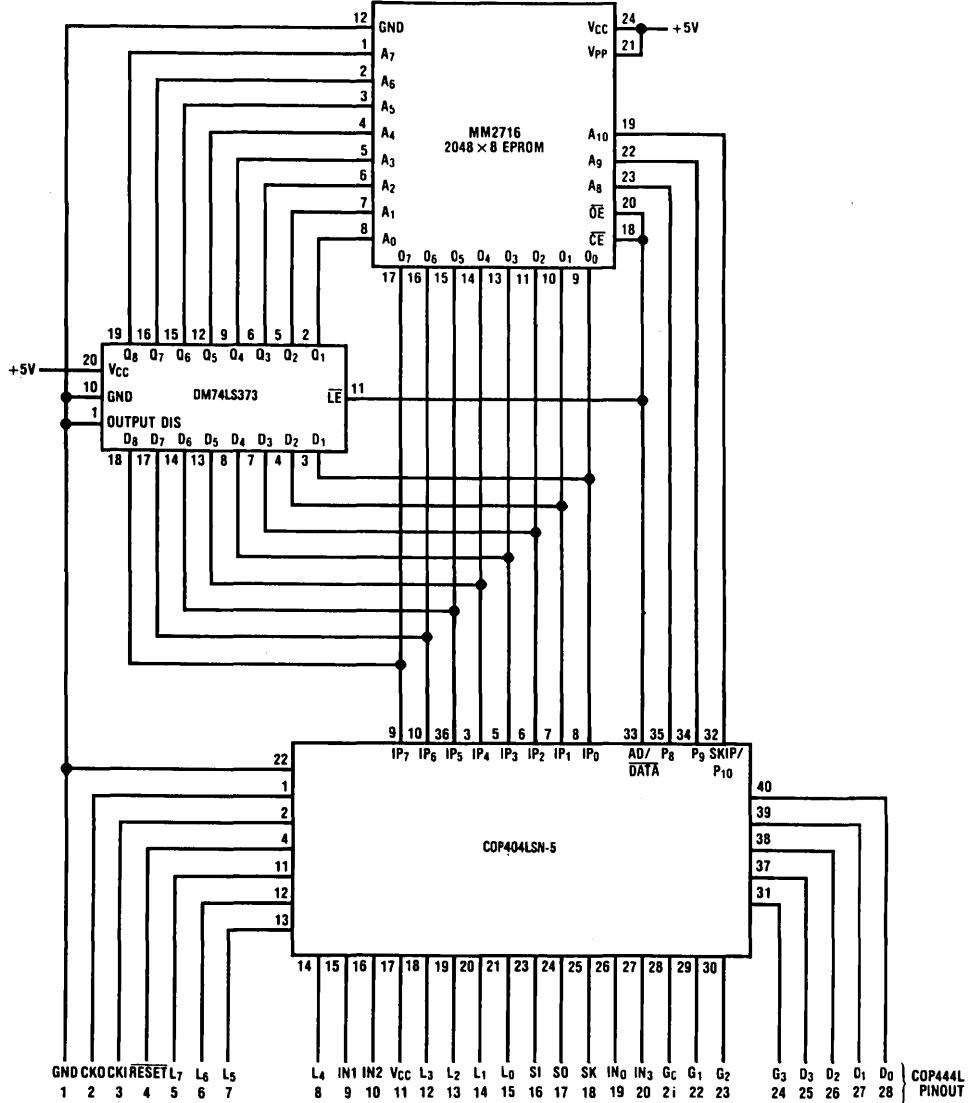 12 GND VCC 24 +5V
1 A7 VPP 21
2 A6
3 A5
4 A4 MM2716 A10 19
5 A3 2048 × 8 EPROM A9 22
6 A2 A8 23
7 A1 OE 20
8 A0 CE 18
O7 O6 O5 O4 O3 O2 O1 O0
17 16 15 14 13 11 10 9
19 16 15 12 9 6 5 2
Q8 Q7 Q6 Q5 Q4 Q3 Q2 Q1
+5V 20 VCC
10 GND DM74LS373 LE 11
1 OUTPUT DIS
D8 D7 D6 D5 D4 D3 D2 D1
18 17 14 13 8 7 4 3
9 10 36 3 5 6 7 8 33 35 34 32
IP7 IP6 IP5 IP4 IP3 IP2 IP1 IP0 AD/ P8 P9 SKIP/
DATA P10
22
1 40
2 39
4 COP404LSN-5 38
11 37
12 31
13
14 15 16 17 18 19 20 21 23 24 25 26 27 28 29 30
GND CKO CKI RESET L7 L6 L5 L4 IN1 IN2 VCC L3 L2 L1 L0 SI SO SK IN0 IN3 G0 G1 G2 G3 D3 D2 D1 D0 COP444L
1 2 3 4 5 6 7 8 9 10 11 12 13 14 15 16 17 18 19 20 21 22 23 24 25 26 27 28 PINOUT